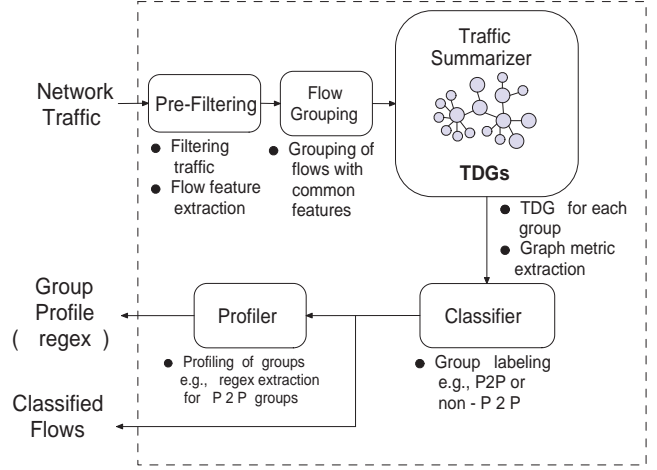 Traffic
Summarizer
TDGs
Network
Traffic
Pre-Filtering
Flow
Grouping
● Filtering
traffic
● Flow feature
extraction
● Grouping of
flows with
common
features
● TDG for each
group
● Graph metric
extraction
Group
Profile
( regex )
Profiler
Classifier
● Profiling of groups
e.g., regex extraction
for P 2 P groups
● Group labeling
e.g., P2P or
non - P 2 P
Classified
Flows